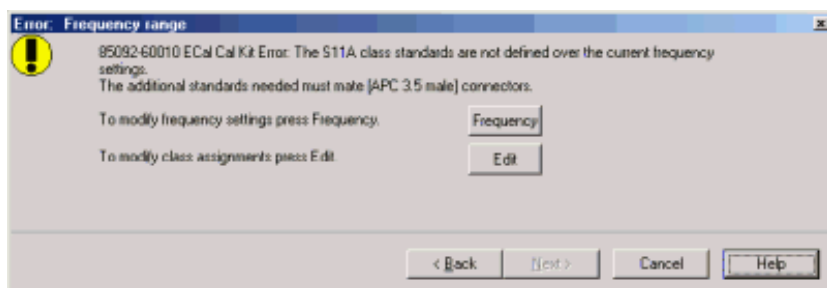 Error: Frequency range
85092-60010 ECal Cal Kit Error: The S11A class standards are not defined over the current frequency
settings.
The additional standards needed must mate [APC 3.5 male] connectors.
To modify frequency settings press Frequency.
Frequency
To modify class assignments press Edit.
Edit
< Back
Next >
Cancel
Help